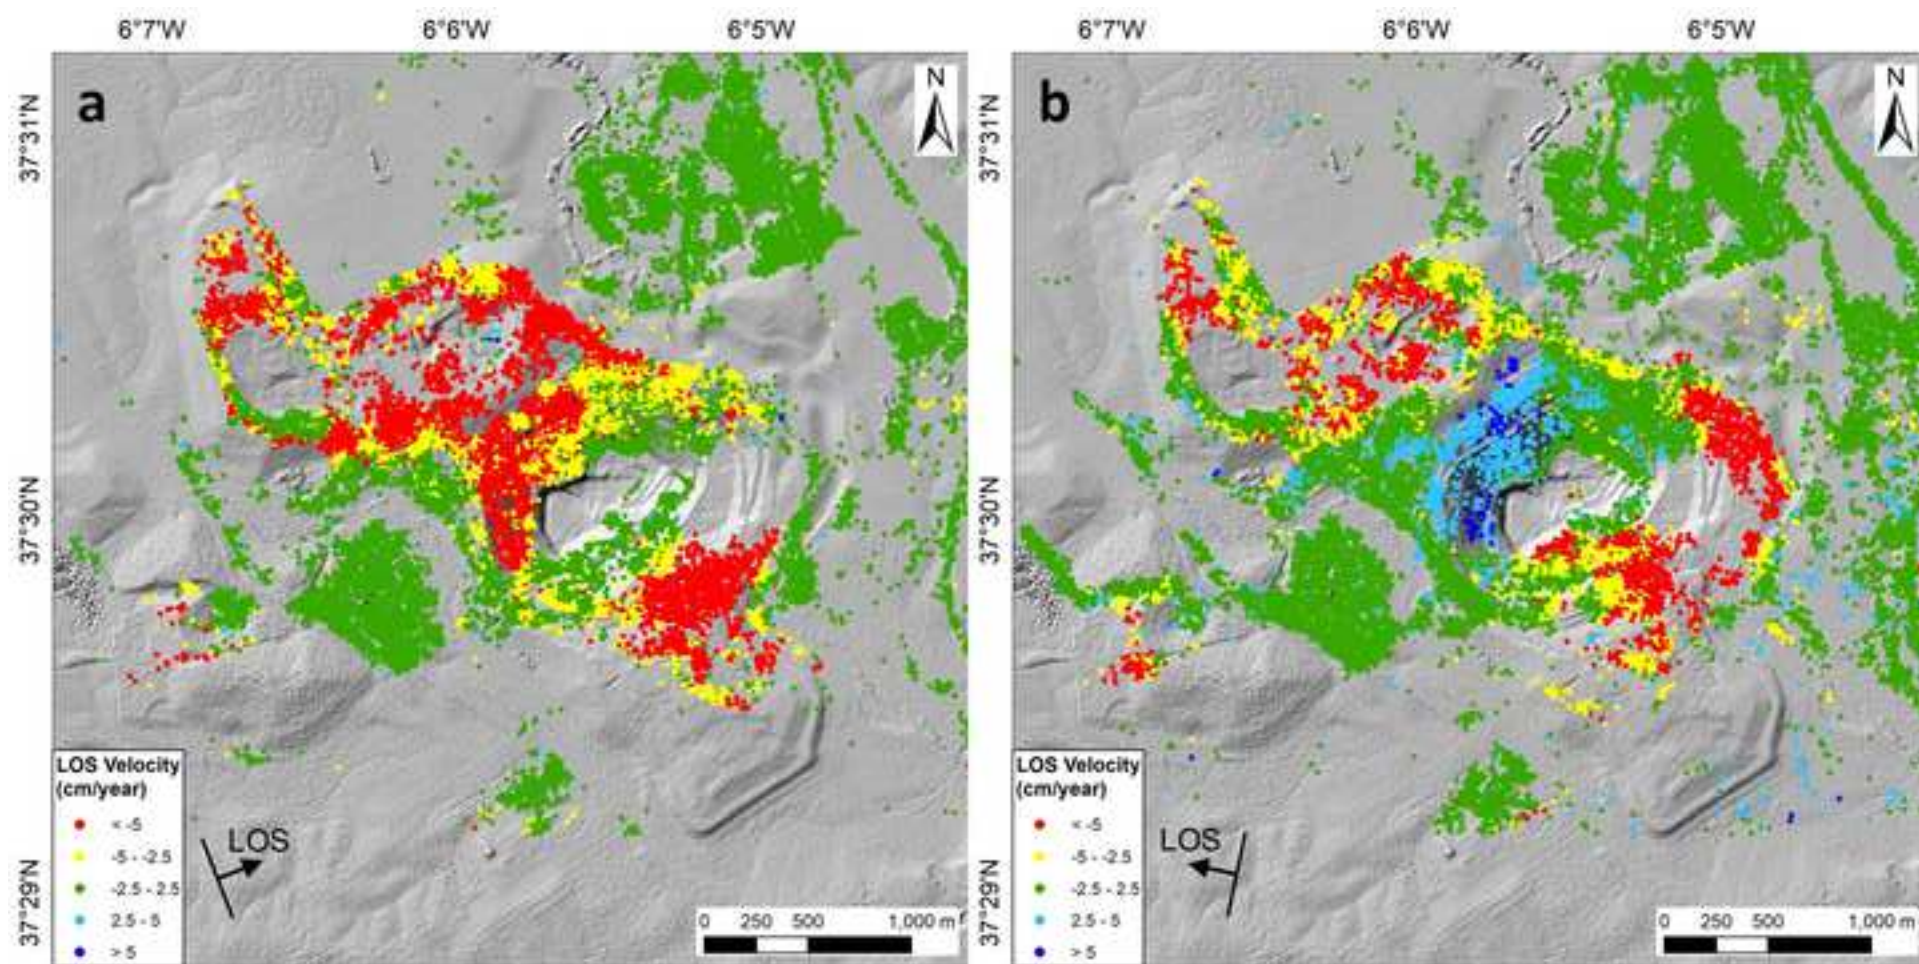 6°7'W 6°6'W 6°5'W
6°7'W 6°6'W 6°5'W
a
N
37°31'N
37°30'N
37°29'N
LOS Velocity
(cm/year)
< -5
-5 - -2.5
-2.5 - 2.5
2.5 - 5
> 5
LOS
0 250 500 1,000 m
b
N
37°31'N
37°30'N
37°29'N
LOS Velocity
(cm/year)
< -5
-5 - -2.5
-2.5 - 2.5
2.5 - 5
> 5
LOS
0 250 500 1,000 m